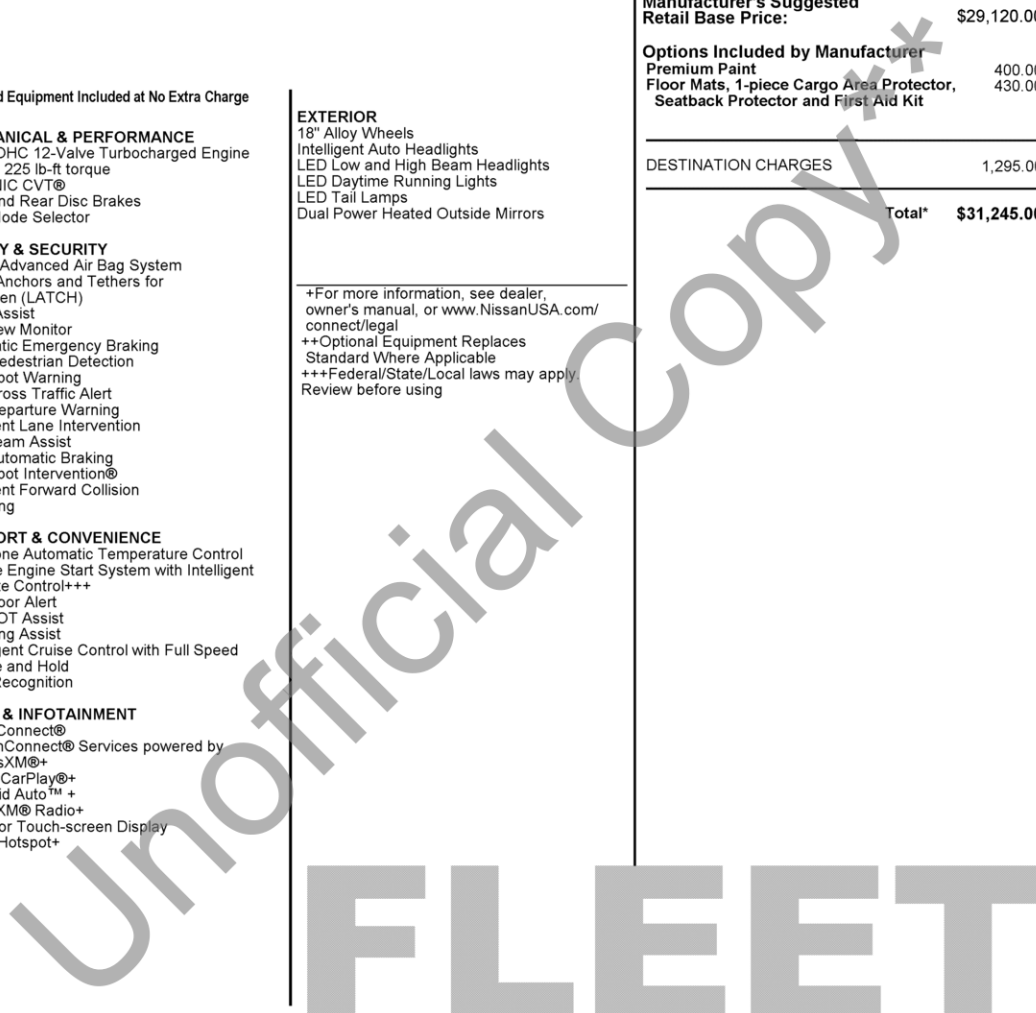 d Equipment Included at No Extra Charge
ANICAL & PERFORMANCE
OHC 12-Valve Turbocharged Engine
225 lb-ft torque
NIC CVT®
nd Rear Disc Brakes
Mode Selector
Y & SECURITY
Advanced Air Bag System
Anchors and Tethers for
en (LATCH)
Assist
ew Monitor
tic Emergency Braking
edestrian Detection
pot Warning
ross Traffic Alert
eparture Warning
ent Lane Intervention
eam Assist
utomatic Braking
pot Intervention®
ent Forward Collision
ng
ORT & CONVENIENCE
one Automatic Temperature Control
e Engine Start System with Intelligent
te Control+++
oor Alert
OT Assist
ng Assist
gent Cruise Control with Full Speed
e and Hold
Recognition
& INFOTAINMENT
Connect®
nConnect® Services powered by
sXM®+
CarPlay®+
id Auto™ +
XM® Radio+
or Touch-screen Display
Hotspot+
EXTERIOR
18" Alloy Wheels
Intelligent Auto Headlights
LED Low and High Beam Headlights
LED Daytime Running Lights
LED Tail Lamps
Dual Power Heated Outside Mirrors
+For more information, see dealer,
owner's manual, or www.NissanUSA.com/
connect/legal
++Optional Equipment Replaces
Standard Where Applicable
+++Federal/State/Local laws may apply.
Review before using
Manufacturer's Suggested
Retail Base Price: $29,120.00
Options Included by Manufacturer
Premium Paint 400.00
Floor Mats, 1-piece Cargo Area Protector, 430.00
Seatback Protector and First Aid Kit
DESTINATION CHARGES 1,295.00
Total* $31,245.00
Unofficial Copy**
FLEET